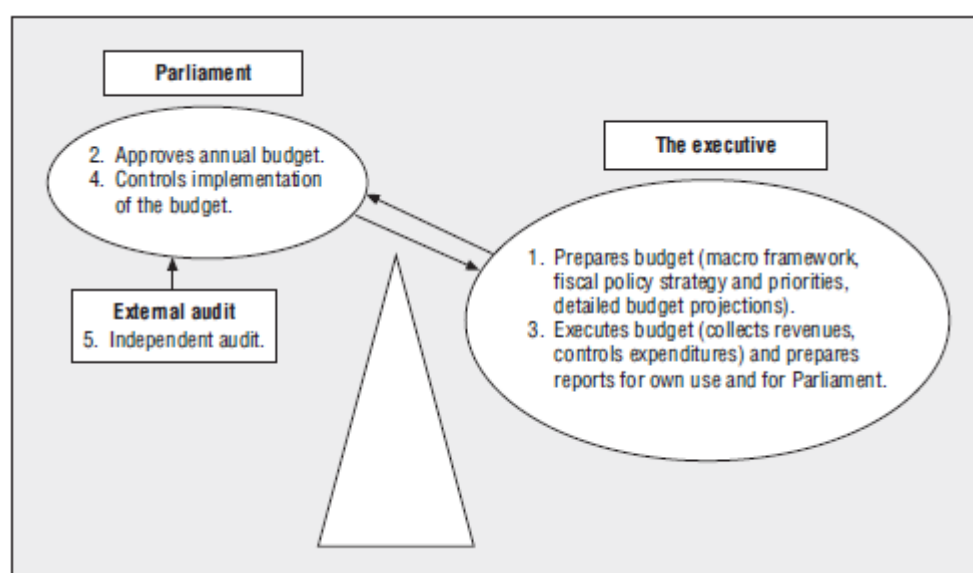 Parliament
2. Approves annual budget.
4. Controls implementation
of the budget.
External audit
5. Independent audit.
The executive
1. Prepares budget (macro framework,
fiscal policy strategy and priorities,
detailed budget projections).
3. Executes budget (collects revenues,
controls expenditures) and prepares
reports for own use and for Parliament.